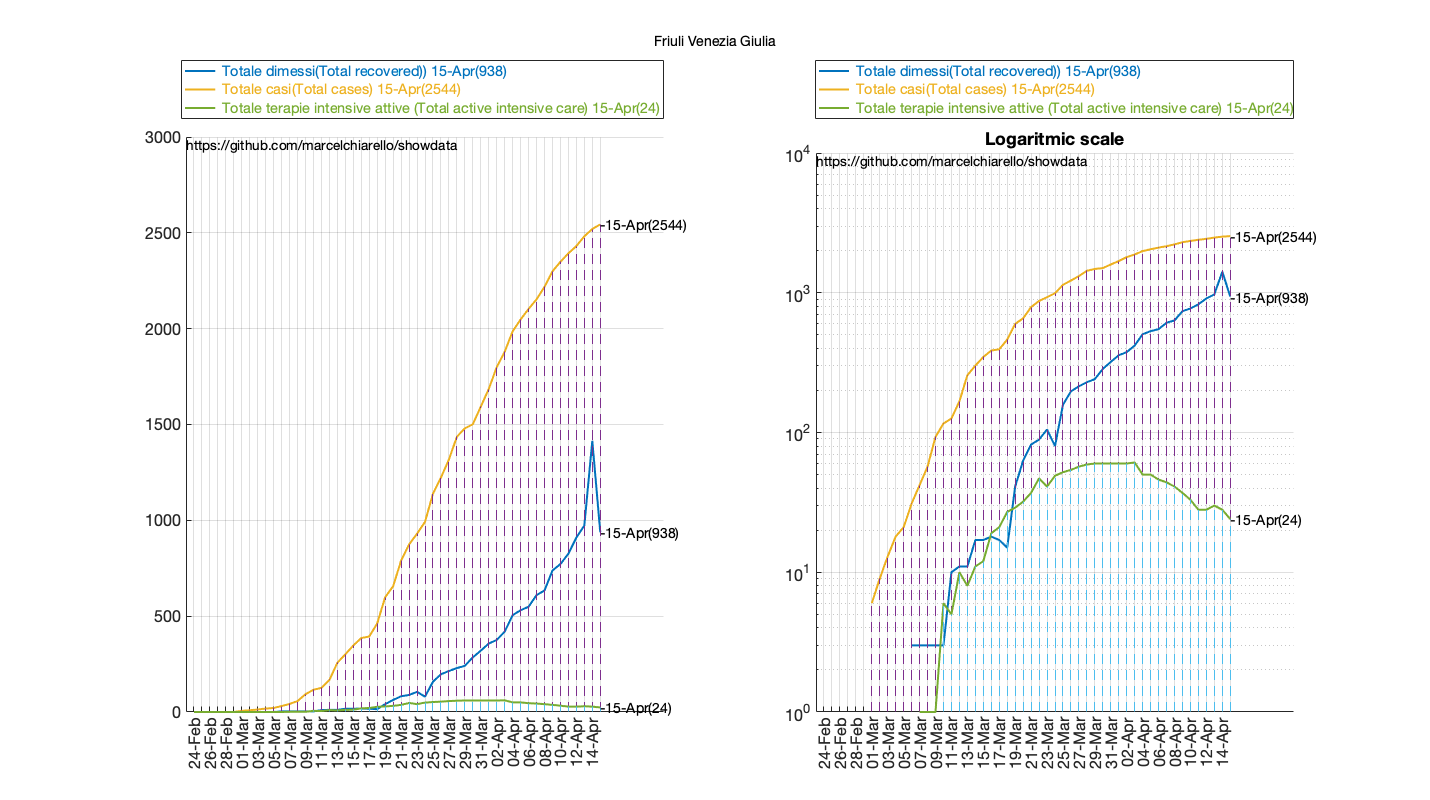 Friuli Venezia Giulia
Totale dimessi(Total recovered)) 15-Apr(938)
Totale casi(Total cases) 15-Apr(2544)
Totale terapie intensive attive (Total active intensive care) 15-Apr(24)
3000
https://github.com/marcelchiarello/showdata
2500
2000
1500
1000
500
0
-15-Apr(2544)
-15-Apr(938)
-15-Apr(24)
24-Feb
26-Feb
28-Feb
01-Mar
03-Mar
05-Mar
07-Mar
09-Mar
11-Mar
13-Mar
15-Mar
17-Mar
19-Mar
21-Mar
23-Mar
25-Mar
27-Mar
29-Mar
31-Mar
02-Apr
04-Apr
06-Apr
08-Apr
10-Apr
12-Apr
14-Apr
Totale dimessi(Total recovered)) 15-Apr(938)
Totale casi(Total cases) 15-Apr(2544)
Totale terapie intensive attive (Total active intensive care) 15-Apr(24)
Logaritmic scale
10^4
https://github.com/marcelchiarello/showdata
10^3
10^2
10^1
10^0
-15-Apr(2544)
-15-Apr(938)
-15-Apr(24)
24-Feb
26-Feb
28-Feb
01-Mar
03-Mar
05-Mar
07-Mar
09-Mar
11-Mar
13-Mar
15-Mar
17-Mar
19-Mar
21-Mar
23-Mar
25-Mar
27-Mar
29-Mar
31-Mar
02-Apr
04-Apr
06-Apr
08-Apr
10-Apr
12-Apr
14-Apr